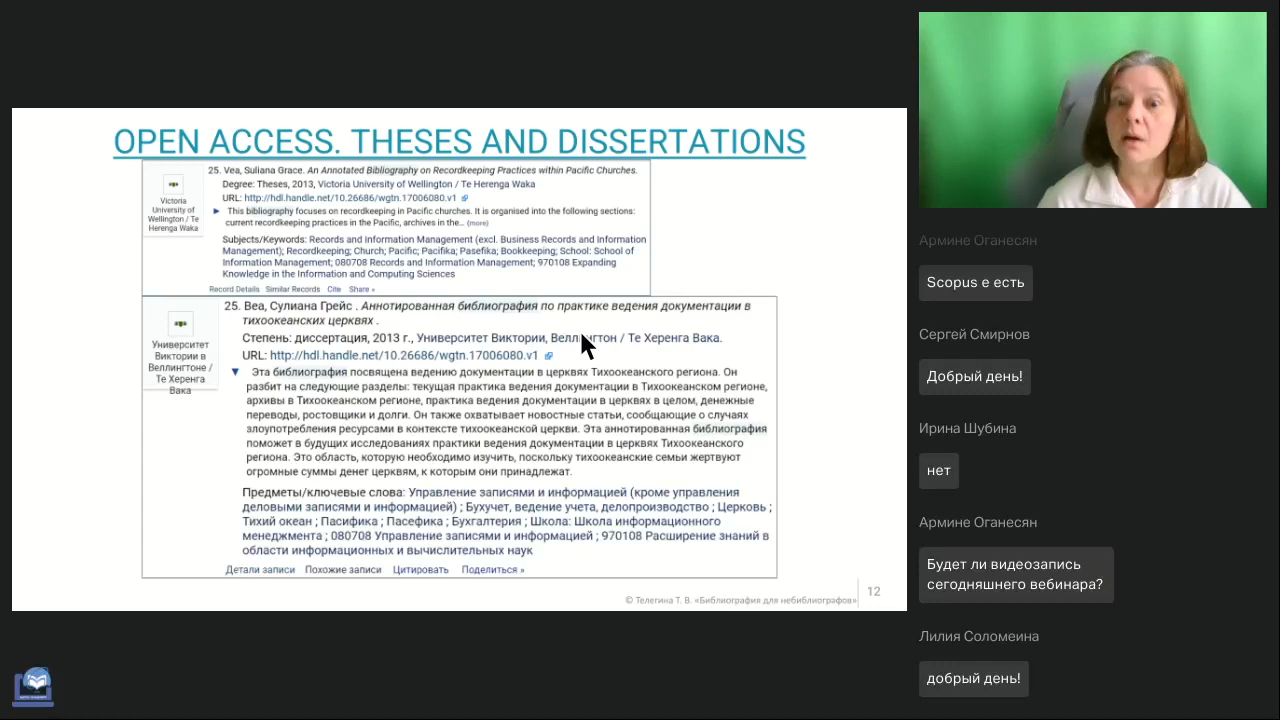 OPEN ACCESS. THESES AND DISSERTATIONS
Victoria
University of
Wellington / Te
Herenga Waka
25. Vea, Suliana Grace. An Annotated Bibliography on Recordkeeping Practices within Pacific Churches.
Degree: Theses, 2013, Victoria University of Wellington / Te Herenga Waka
URL: http://hdl.handle.net/10.26686/wgtn.17006080.v1
This bibliography focuses on recordkeeping in Pacific churches. It is organised into the following sections:
current recordkeeping practices in the Pacific, archives in the... (more)
Subjects/Keywords: Records and Information Management (excl. Business Records and Information
Management); Recordkeeping; Church; Pacific; Pacifika; Pasefika; Bookkeeping; School: School of
Information Management; 080708 Records and Information Management; 970108 Expanding
Knowledge in the Information and Computing Sciences
Record Details Similar Records Cite Share »
Университет
Виктории в
Веллингтоне /
Те Херенга
Вака
25. Веа, Сулиана Грейс . Аннотированная библиография по практике ведения документации в
тихоокеанских церквях .
Степень: диссертация, 2013 г., Университет Виктории, Веллингтон / Те Херенга Вака.
URL: http://hdl.handle.net/10.26686/wgtn.17006080.v1
Эта библиография посвящена ведению документации в церквях Тихоокеанского региона. Он
разбит на следующие разделы: текущая практика ведения документации в Тихоокеанском регионе,
архивы в Тихоокеанском регионе, практика ведения документации в церквях в целом, денежные
переводы, ростовщики и долги. Он также охватывает новостные статьи, сообщающие о случаях
злоупотребления ресурсами в контексте тихоокеанской церкви. Эта аннотированная библиография
поможет в будущих исследованиях практики ведения документации в церквях Тихоокеанского
региона. Это область, которую необходимо изучить, поскольку тихоокеанские семьи жертвуют
огромные суммы денег церквям, к которым они принадлежат.
Предметы/ключевые слова: Управление записями и информацией (кроме управления
деловыми записями и информацией) ; Бухучет, ведение учета, делопроизводство ; Церковь ;
Тихий океан ; Пасифика ; Пасефика ; Бухгалтерия ; Школа: Школа информационного
менеджмента ; 080708 Управление записями и информацией ; 970108 Расширение знаний в
области информационных и вычислительных наук
Детали записи Похожие записи Цитировать Поделиться »
© Телегина Т. В. «Библиография для небиблиографов»
12
Армине Оганесян
Scopus е есть
Сергей Смирнов
Добрый день!
Ирина Шубина
нет
Армине Оганесян
Будет ли видеозапись
сегодняшнего вебинара?
Лилия Соломеина
добрый день!